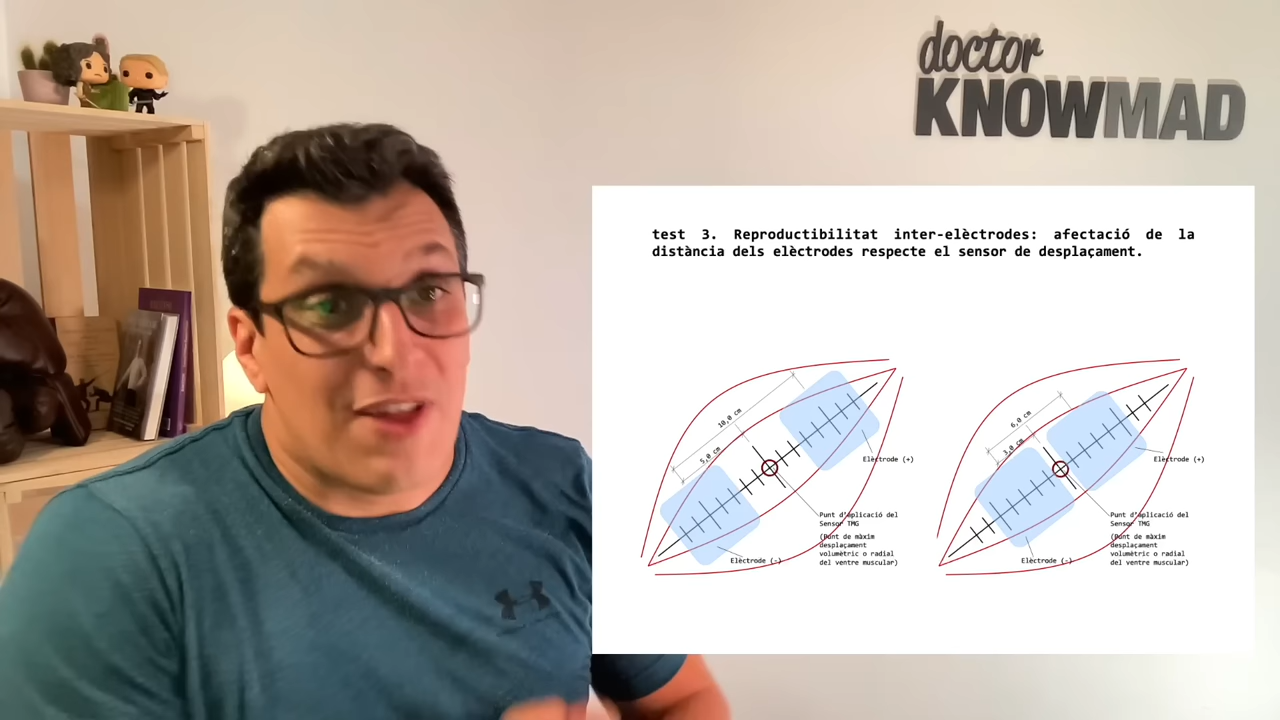 doctor
KNOWMAD
test 3. Reproductibilitat inter-elèctrodes: afectació de la
distància dels elèctrodes respecte el sensor de desplaçament.
10,0 cm
5,0 cm
Elèctrode (+)
Punt d'aplicació del
Sensor TMG
(Punt de màxim
desplaçament
volumètric o radial
del ventre muscular)
Elèctrode (-)
6,0 cm
3,0 cm
Elèctrode (+)
Punt d'aplicació del
Sensor TMG
(Punt de màxim
desplaçament
volumètric o radial
del ventre muscular)
Elèctrode (-)